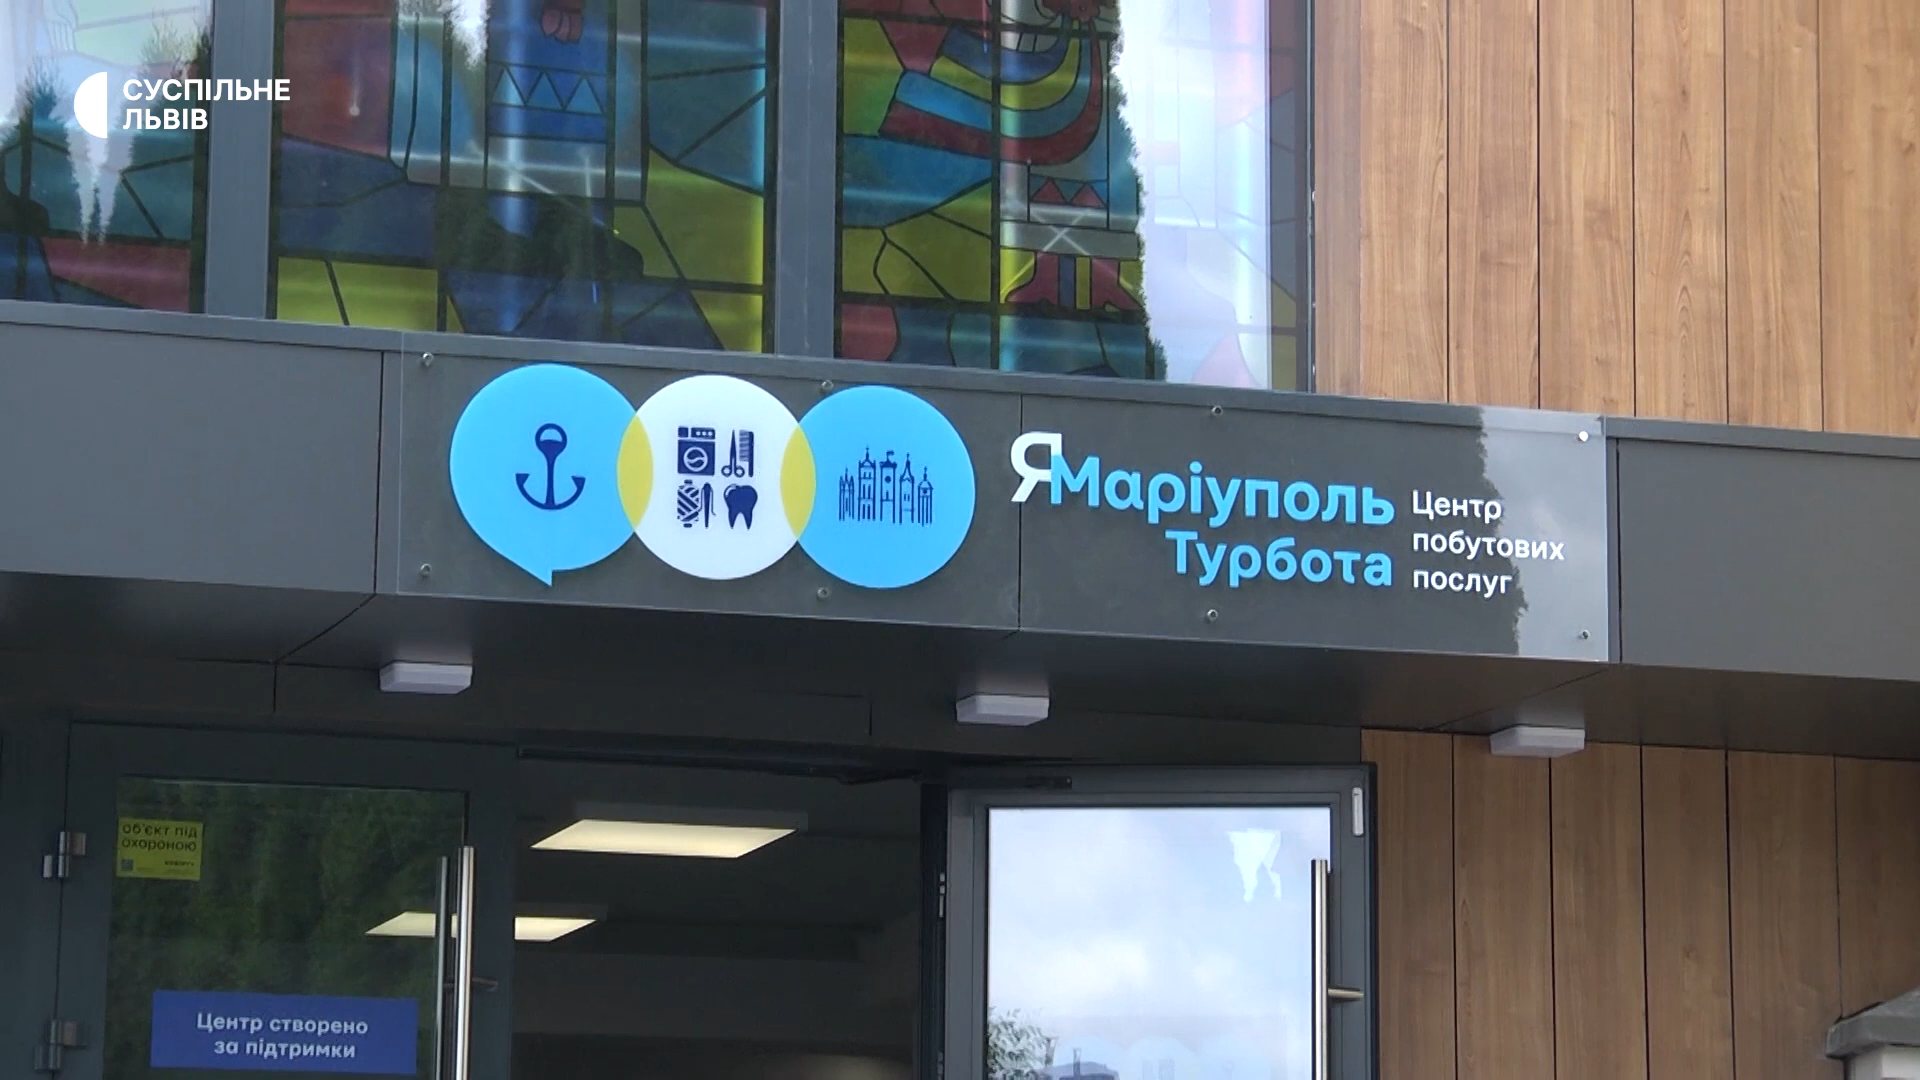 СУСПІЛЬНЕ
ЛЬВІВ
ЯМаріуполь
Турбота
Центр
побутових
послуг
об'єкт під
охороною
Центр створено
за підтримки